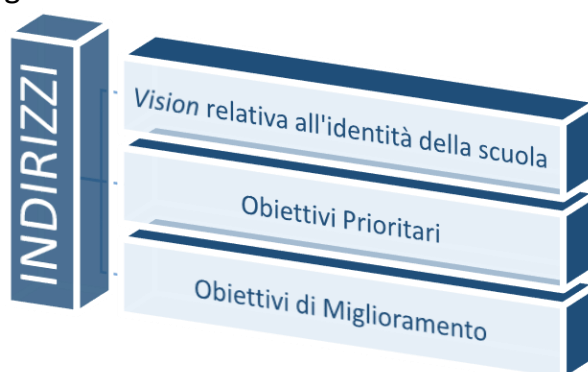 INDIRIZZI
Vision relativa all'identità della scuola
Obiettivi Prioritari
Obiettivi di Miglioramento